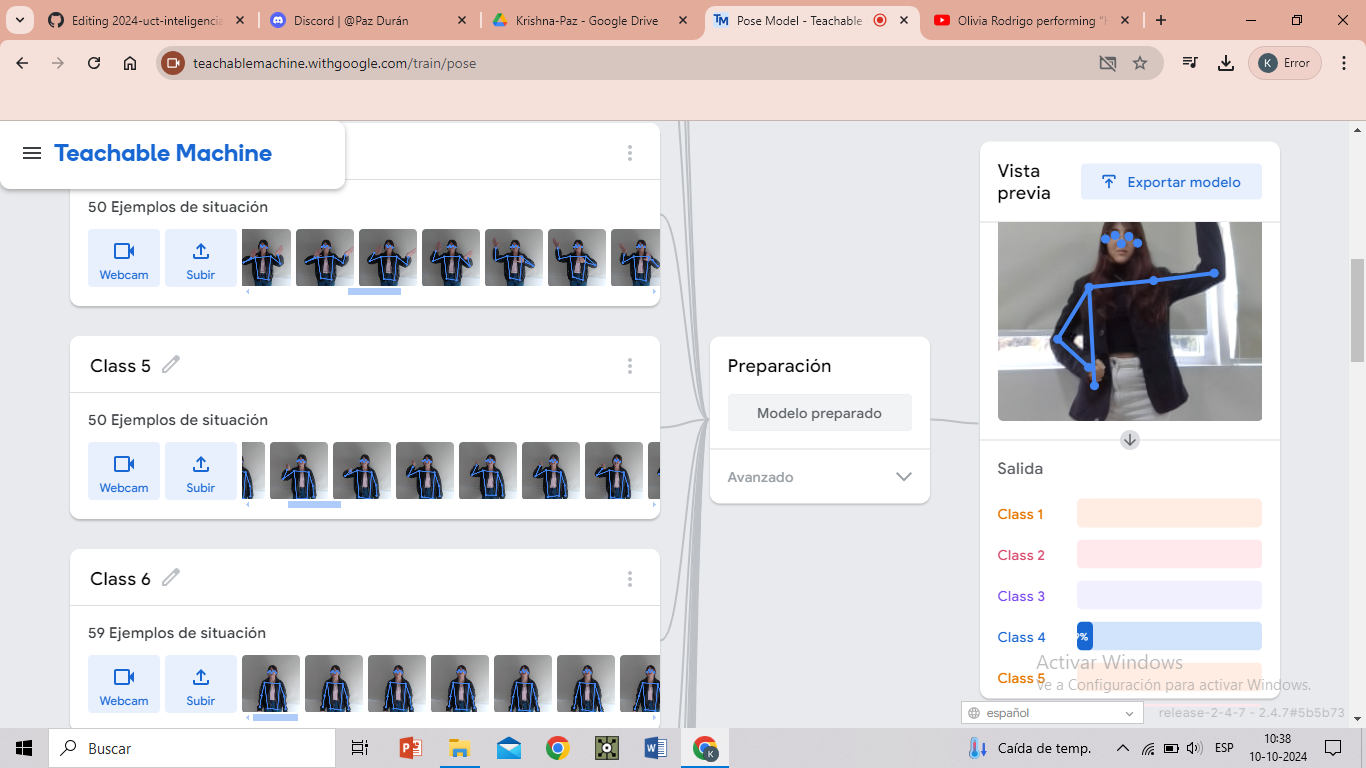 Editing 2024-uct-inteligencia
Discord | @Paz Durán
Krishna-Paz - Google Drive
Pose Model - Teachable
Olivia Rodrigo performing "
teachablemachine.withgoogle.com/train/pose
K Error
Teachable Machine
50 Ejemplos de situación
Webcam
Subir
Class 5
50 Ejemplos de situación
Webcam
Subir
Class 6
59 Ejemplos de situación
Webcam
Subir
Preparación
Modelo preparado
Avanzado
Vista
previa
Exportar modelo
Salida
Class 1
Class 2
Class 3
Class 4
%
Class 5
Activar Windows
Ve a Configuración para activar Windows.
español
release-2-4-7 - 2.4.7#5b5b73
Buscar
Caída de temp.
ESP
10:38
10-10-2024